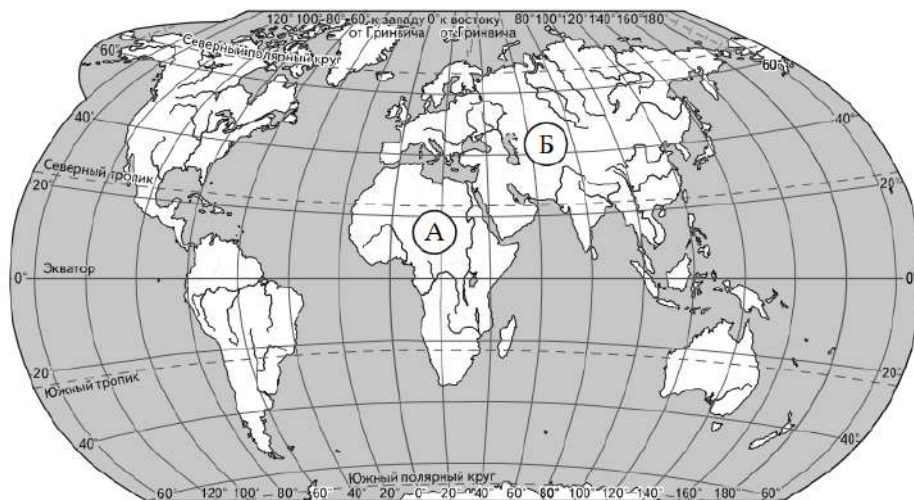 120° 100° 80° 60° к западу 0° к востоку 80° 100° 120° 140° 160° 180°
от Гринвича от Гринвича
60° Северный полярный круг 60°
40° 40°
Б
Северный тропик
20° 20°
А
Экватор
0° 0
20° 20°
Южный тропик
40° 40°
Южный полярный круг
60° 120° 100° 80° 60° 40° 20° 0° 20° 40° 60° 80° 100° 120° 140° 160° 180° 60°